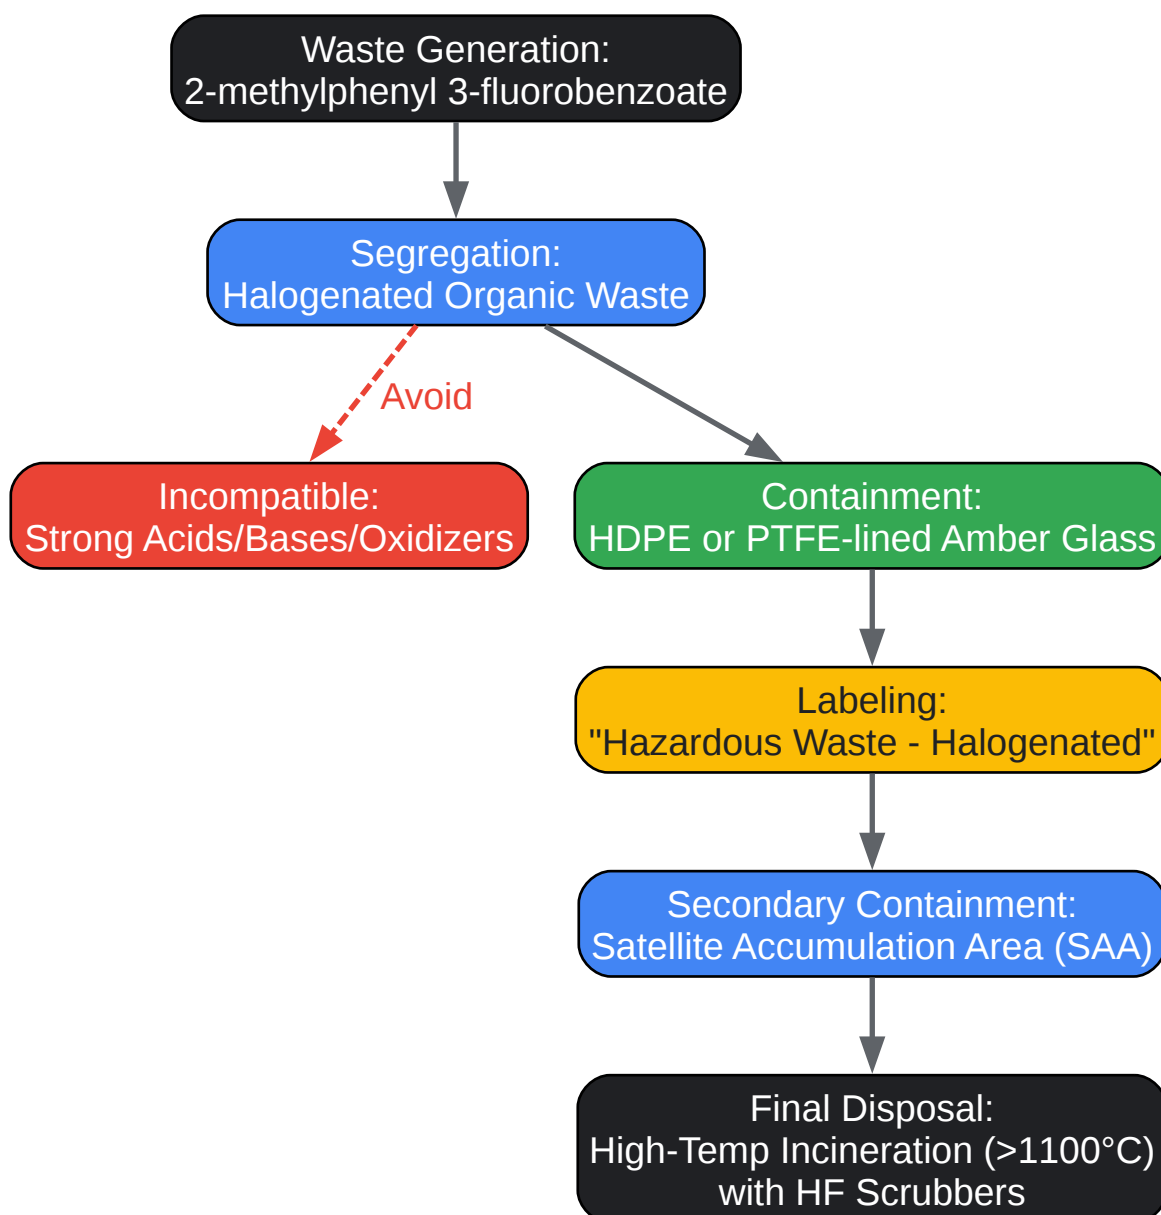 Waste Generation:
2-methylphenyl 3-fluorobenzoate
Segregation:
Halogenated Organic Waste
Avoid
Incompatible:
Strong Acids/Bases/Oxidizers
Containment:
HDPE or PTFE-lined Amber Glass
Labeling:
"Hazardous Waste - Halogenated"
Secondary Containment:
Satellite Accumulation Area (SAA)
Final Disposal:
High-Temp Incineration (>1100°C)
with HF Scrubbers